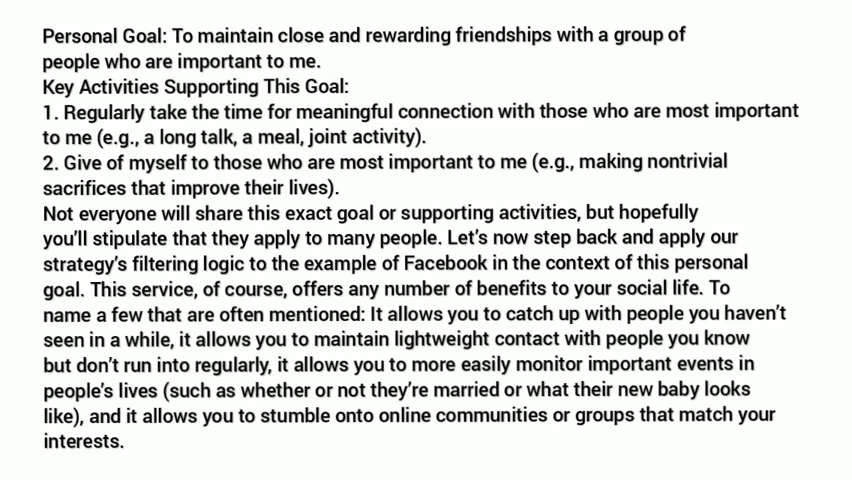 Personal Goal: To maintain close and rewarding friendships with a group of
people who are important to me.
Key Activities Supporting This Goal:
1. Regularly take the time for meaningful connection with those who are most important
to me (e.g., a long talk, a meal, joint activity).
2. Give of myself to those who are most important to me (e.g., making nontrivial
sacrifices that improve their lives).
Not everyone will share this exact goal or supporting activities, but hopefully
you’ll stipulate that they apply to many people. Let’s now step back and apply our
strategy’s filtering logic to the example of Facebook in the context of this personal
goal. This service, of course, offers any number of benefits to your social life. To
name a few that are often mentioned: It allows you to catch up with people you haven’t
seen in a while, it allows you to maintain lightweight contact with people you know
but don’t run into regularly, it allows you to more easily monitor important events in
people’s lives (such as whether or not they’re married or what their new baby looks
like), and it allows you to stumble onto online communities or groups that match your
interests.